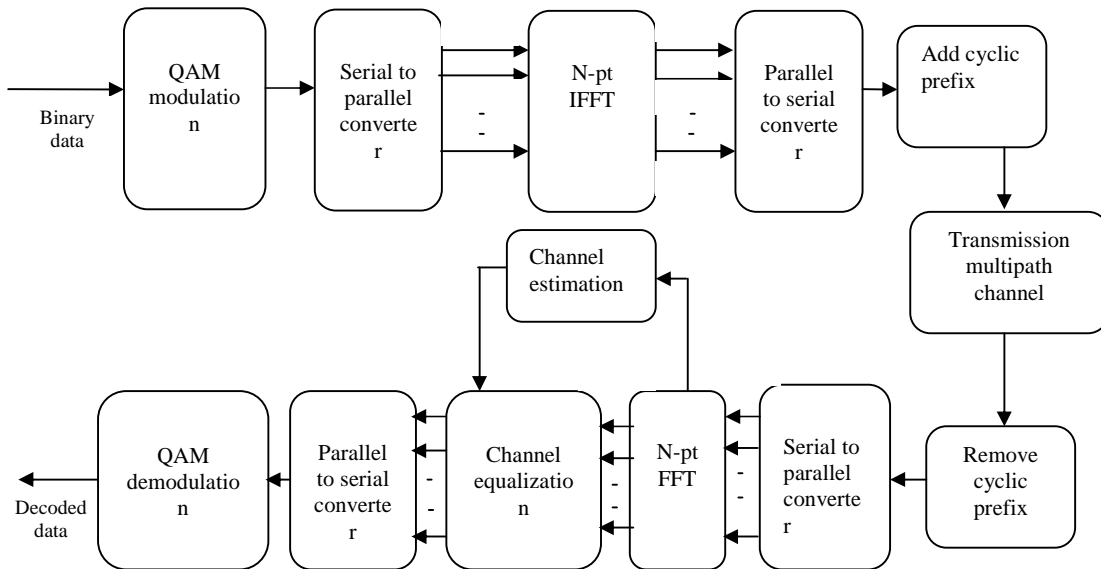 Binary
data
QAM
modulatio
n
Serial to
parallel
converte
r
-
-
N-pt
IFFT
-
-
Parallel
to serial
converte
r
Add cyclic
prefix
Transmission
multipath
channel
Channel
estimation
Decoded
data
QAM
demodulatio
n
Parallel
to serial
converte
r
-
-
Channel
equalizatio
n
-
-
N-pt
FFT
-
-
Serial to
parallel
converte
r
Remove
cyclic
prefix